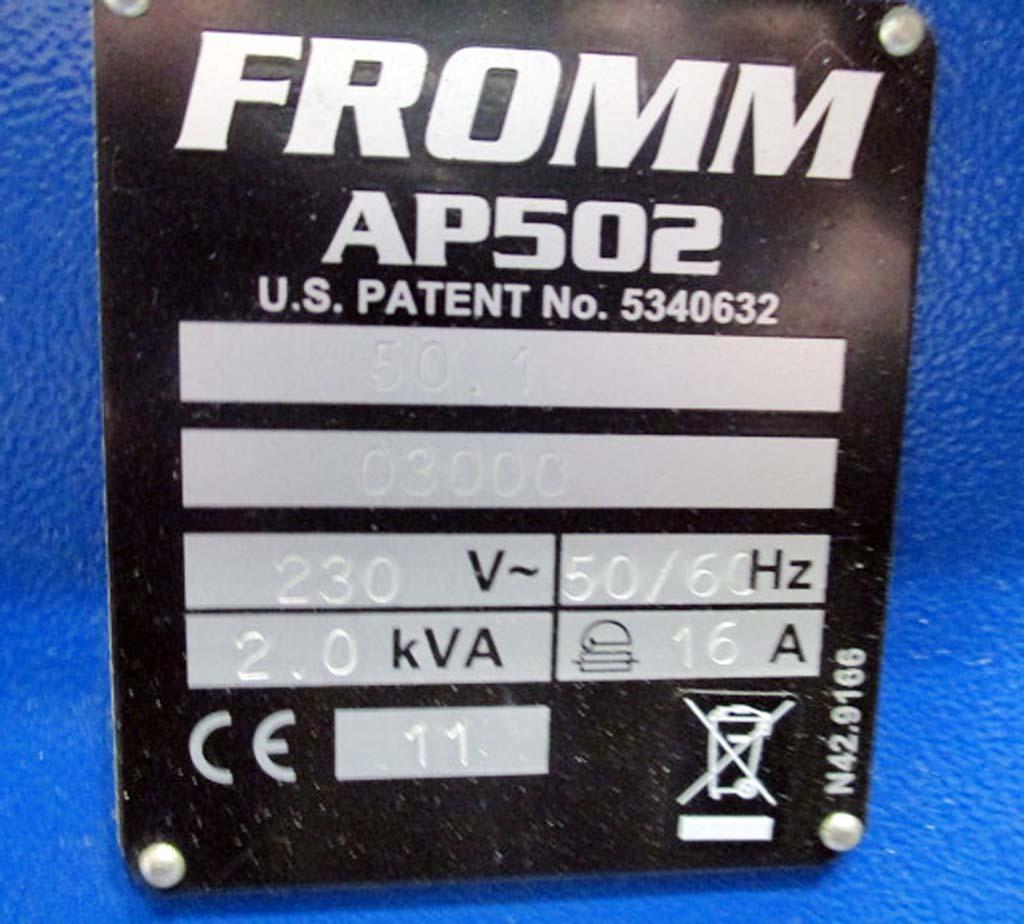 FROMM
AP502
U.S. PATENT No. 5340632
50.1
03000
230 V~ 50/60 Hz
2.0 kVA 16 A
CE 11
N42.9166